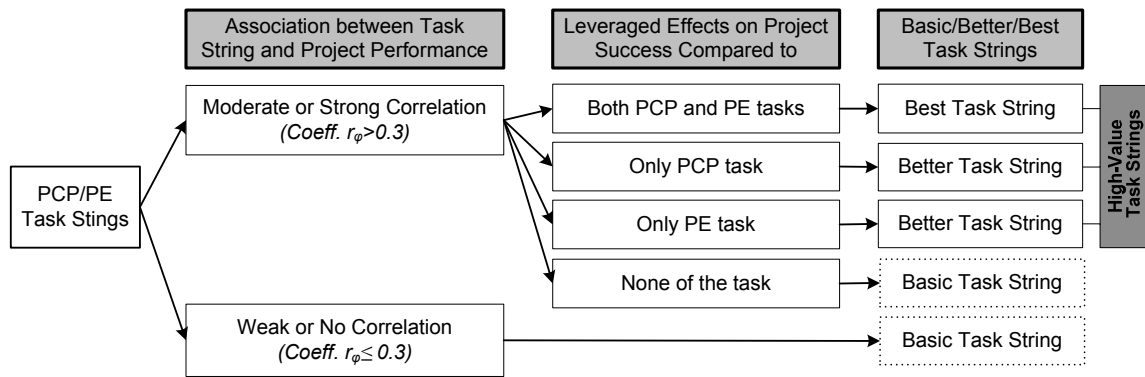 Association between Task
String and Project Performance
Leveraged Effects on Project
Success Compared to
Basic/Better/Best
Task Strings
PCP/PE
Task Stings
Moderate or Strong Correlation
(Coeff. rφ>0.3)
Both PCP and PE tasks
Best Task String
Only PCP task
Better Task String
Only PE task
Better Task String
None of the task
Basic Task String
Weak or No Correlation
(Coeff. rφ≤ 0.3)
Basic Task String
High-Value
Task Strings